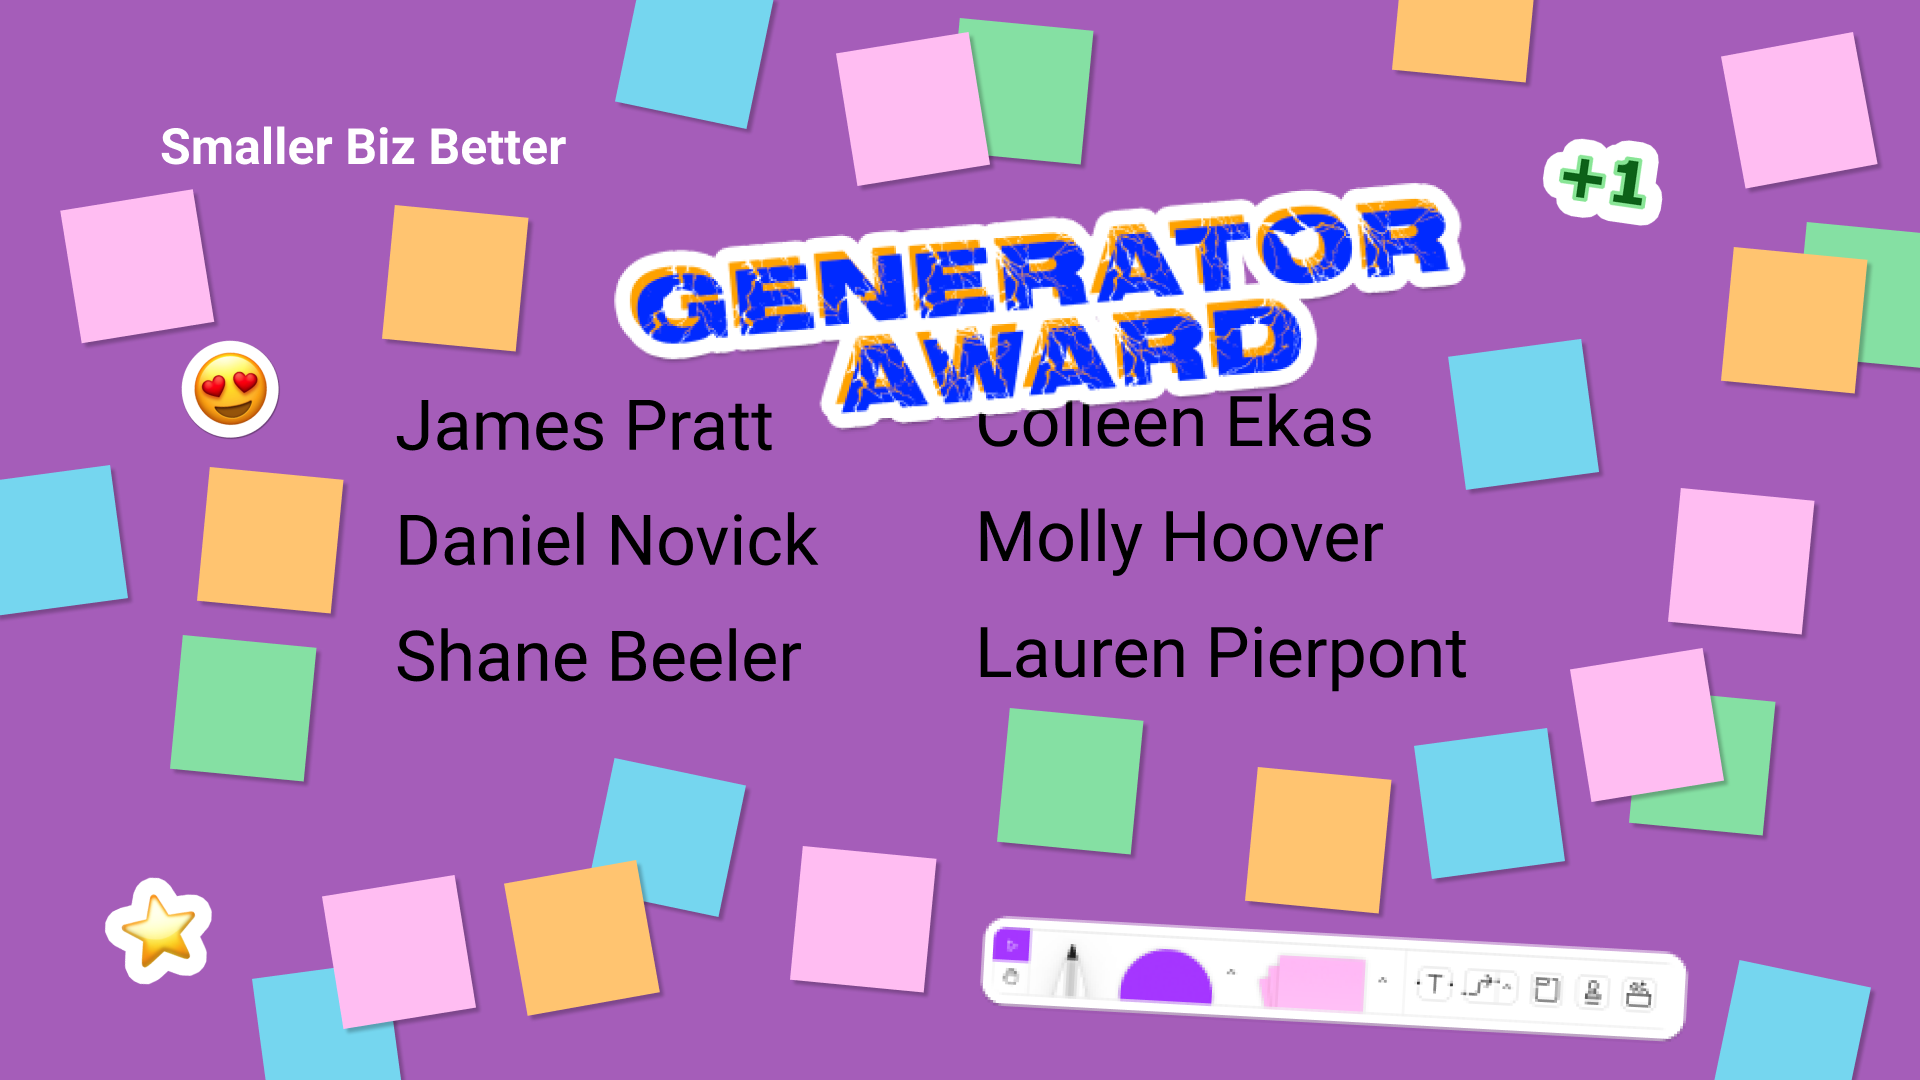 Smaller Biz Better
+1
GENERATOR
AWARD
James Pratt
Daniel Novick
Shane Beeler
Colleen Ekas
Molly Hoover
Lauren Pierpont
T